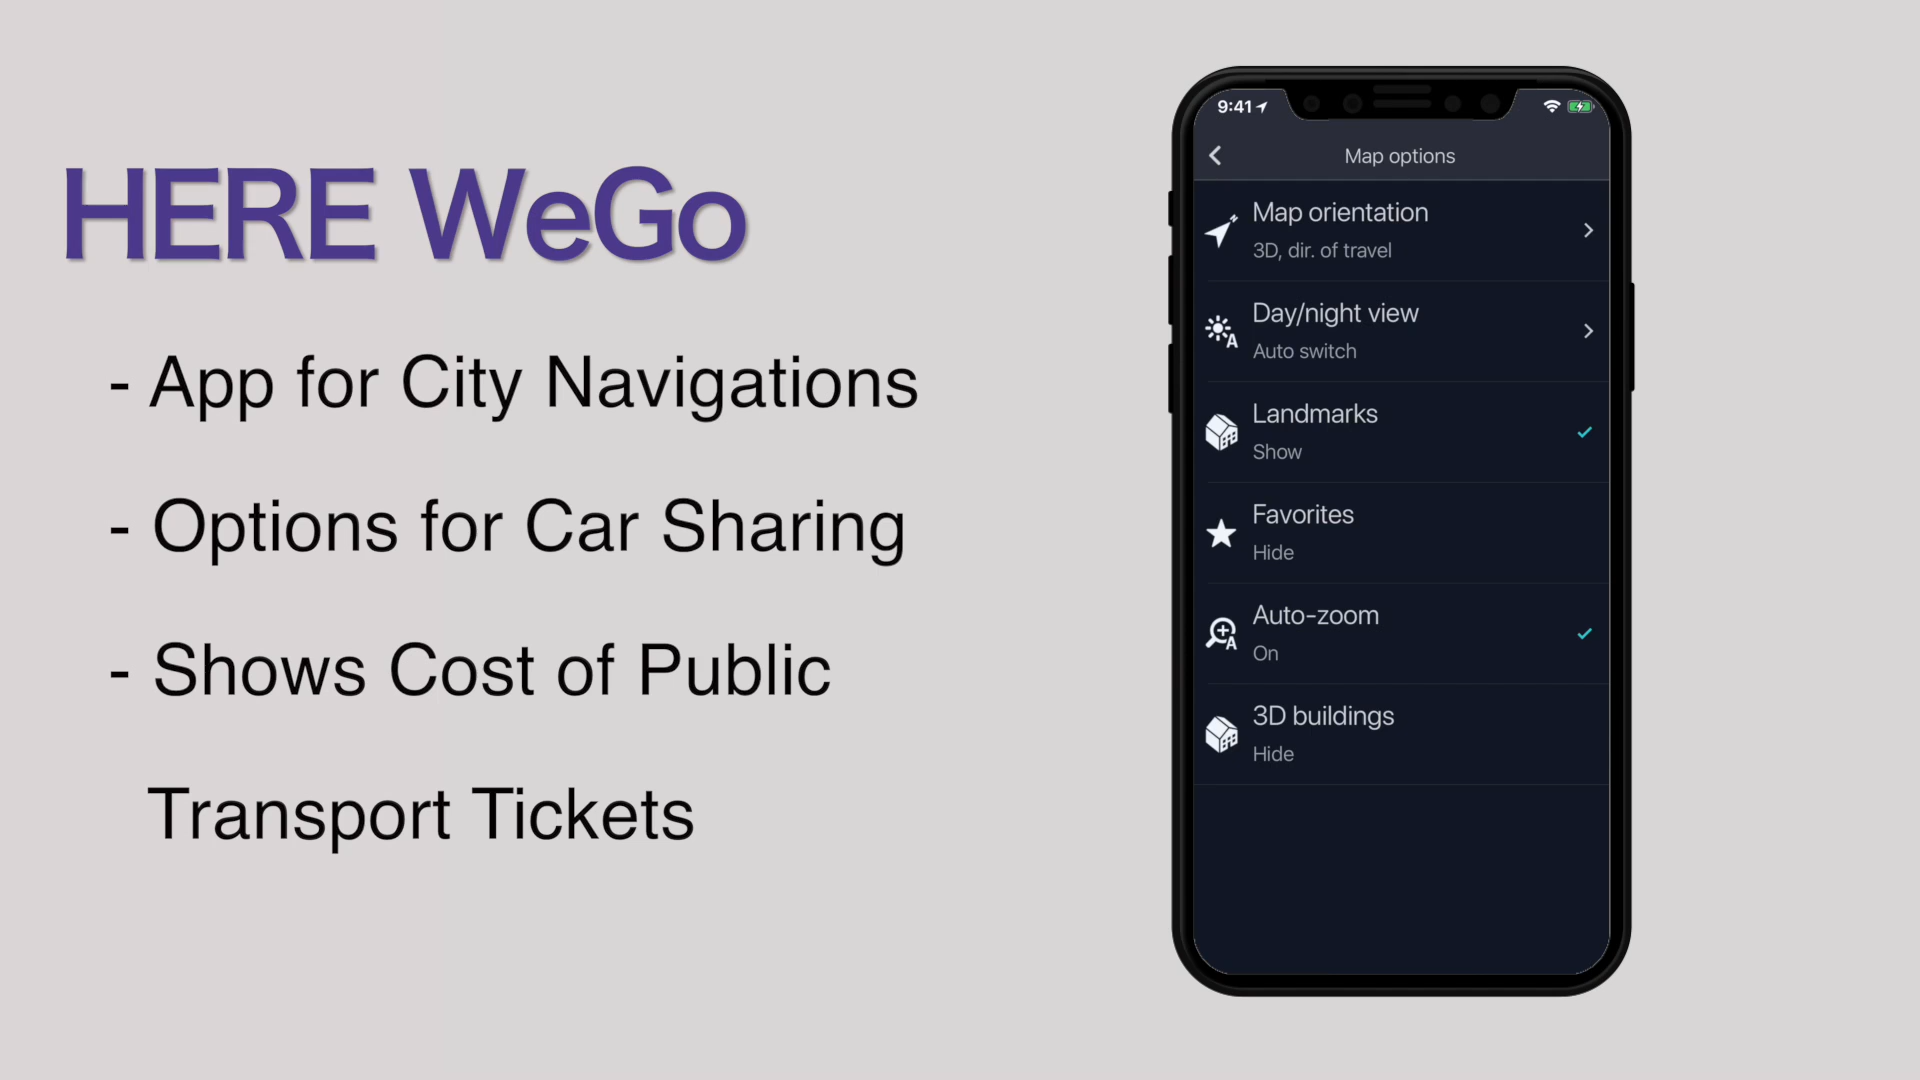 HERE WeGo
- App for City Navigations
- Options for Car Sharing
- Shows Cost of Public
Transport Tickets
9:41
Map options
Map orientation
3D, dir. of travel
Day/night view
Auto switch
Landmarks
Show
Favorites
Hide
Auto-zoom
On
3D buildings
Hide